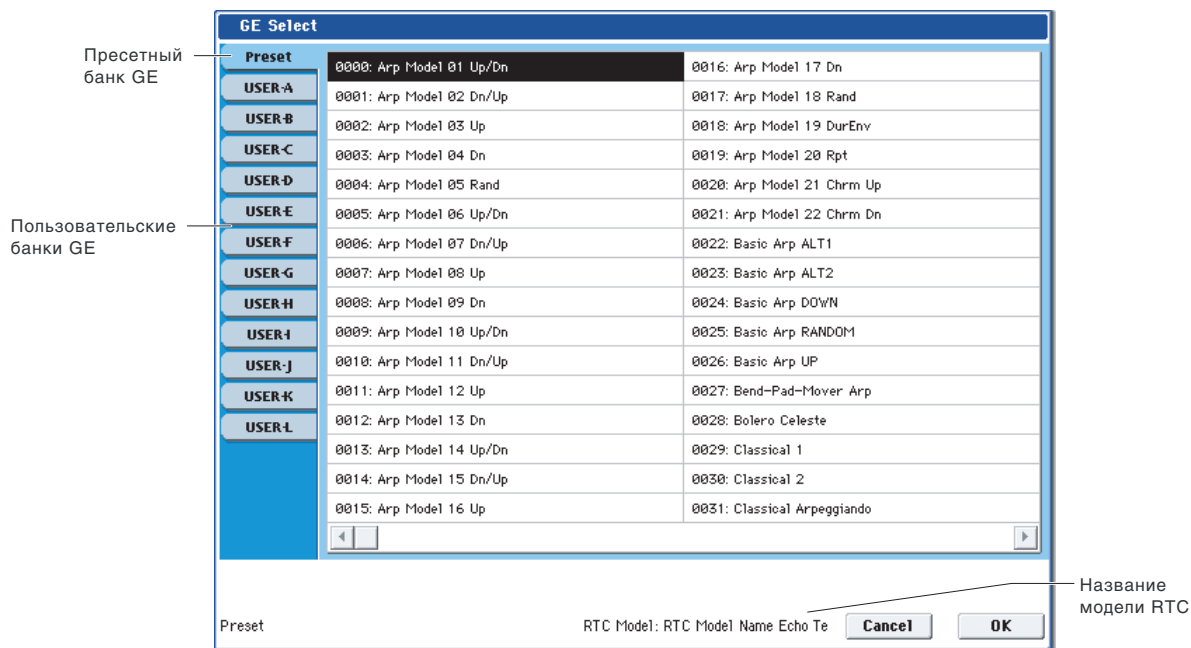 GE Select
Пресетный
банк GE
Пользовательские
банки GE
Preset
USER-A
USER-B
USER-C
USER-D
USER-E
USER-F
USER-G
USER-H
USER-I
USER-J
USER-K
USER-L
0000: Arp Model 01 Up/Dn
0001: Arp Model 02 Dn/Up
0002: Arp Model 03 Up
0003: Arp Model 04 Dn
0004: Arp Model 05 Rand
0005: Arp Model 06 Up/Dn
0006: Arp Model 07 Dn/Up
0007: Arp Model 08 Up
0008: Arp Model 09 Dn
0009: Arp Model 10 Up/Dn
0010: Arp Model 11 Dn/Up
0011: Arp Model 12 Up
0012: Arp Model 13 Dn
0013: Arp Model 14 Up/Dn
0014: Arp Model 15 Dn/Up
0015: Arp Model 16 Up
0016: Arp Model 17 Dn
0017: Arp Model 18 Rand
0018: Arp Model 19 DurEnv
0019: Arp Model 20 Rpt
0020: Arp Model 21 Chrm Up
0021: Arp Model 22 Chrm Dn
0022: Basic Arp ALT1
0023: Basic Arp ALT2
0024: Basic Arp DOWN
0025: Basic Arp RANDOM
0026: Basic Arp UP
0027: Bend-Pad-Mover Arp
0028: Bolero Celeste
0029: Classical 1
0030: Classical 2
0031: Classical Arpeggiando
Название
модели RTC
Preset
RTC Model: RTC Model Name Echo Te
Cancel
OK